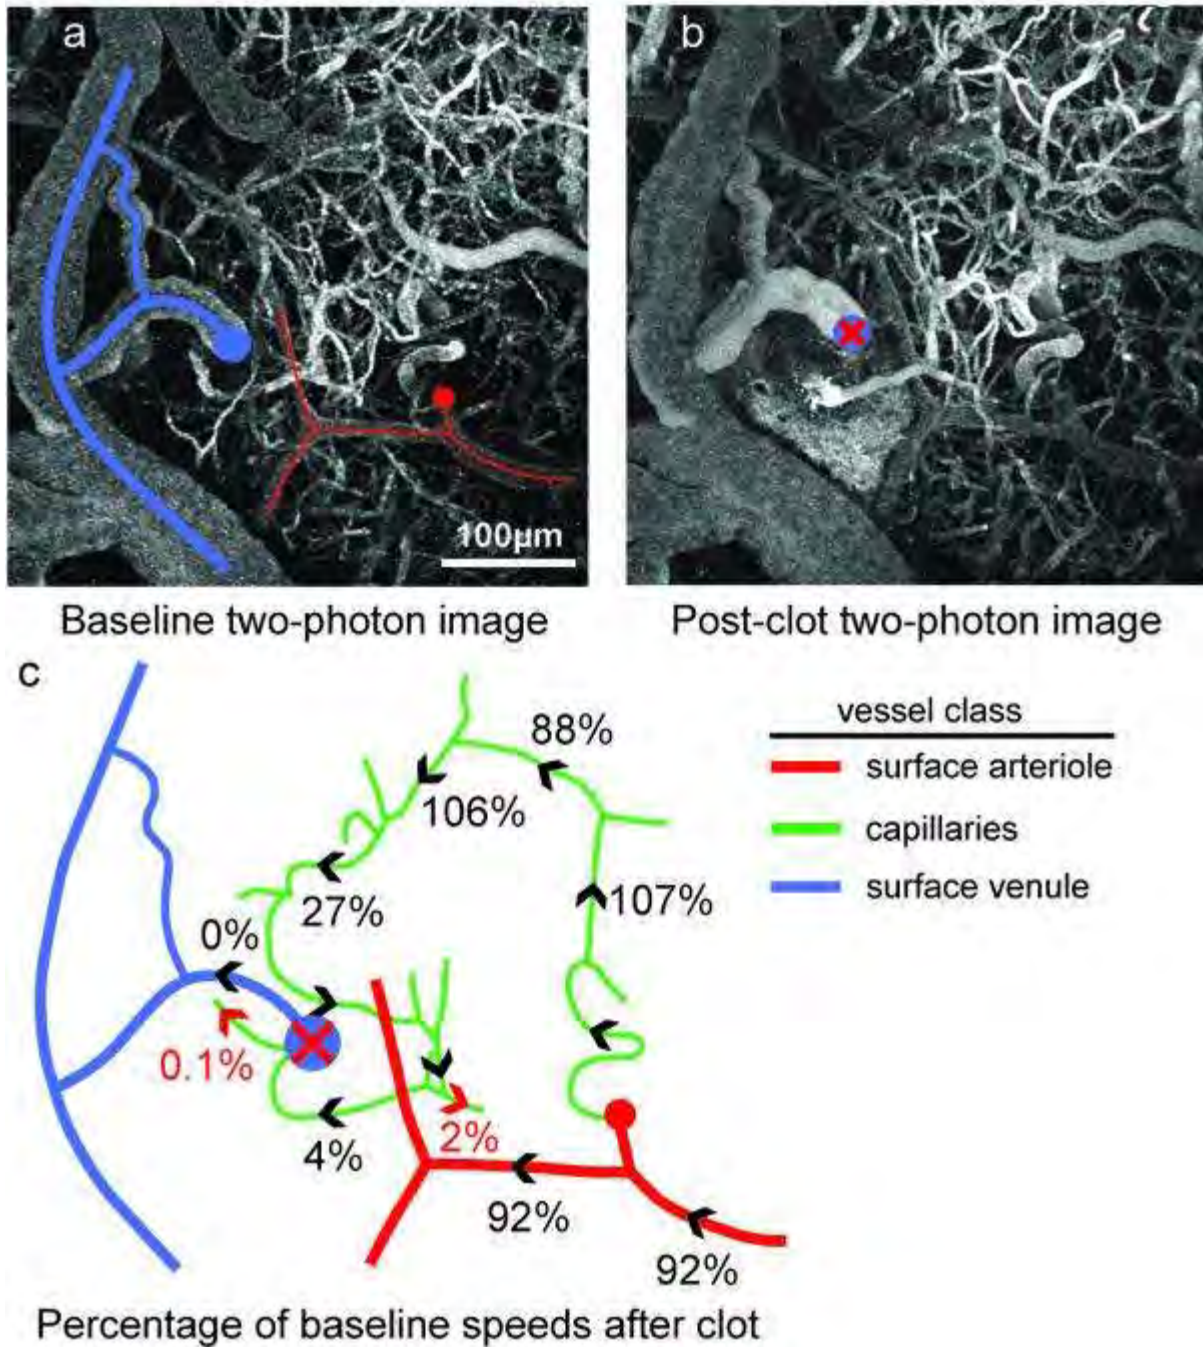 a
b
100µm
Baseline two-photon image
Post-clot two-photon image
c
vessel class
surface arteriole
capillaries
surface venule
88%
106%
107%
27%
0%
0.1%
4%
2%
92%
92%
Percentage of baseline speeds after clot